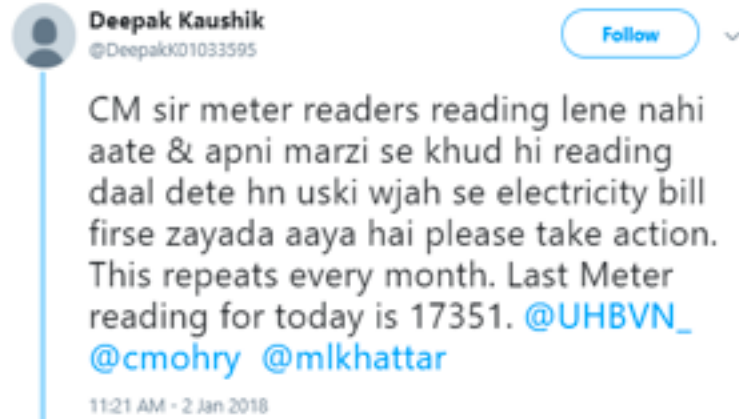 Deepak Kaushik
@DeepakK01033595
Follow
CM sir meter readers reading lene nahi
aate & apni marzi se khud hi reading
daal dete hn uski wjah se electricity bill
firse zayada aaya hai please take action.
This repeats every month. Last Meter
reading for today is 17351. @UHBVN_
@cmohry @mlkhattar
11:21 AM - 2 Jan 2018